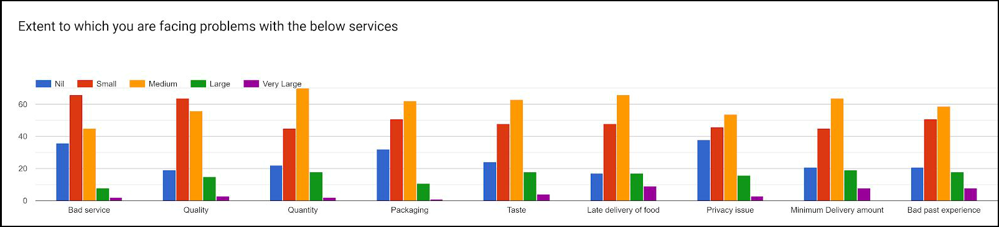 Extent to which you are facing problems with the below services
Nil Small Medium Large Very Large
60
40
20
0
Bad service Quality Quantity Packaging Taste Late delivery of food Privacy issue Minimum Delivery amount Bad past experience